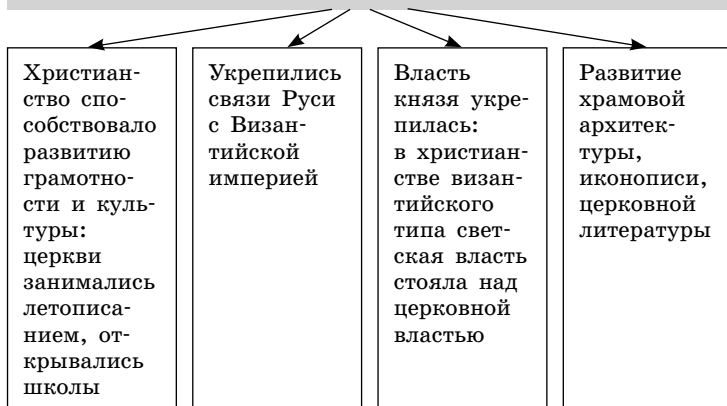 Христиан-
ство спо-
собствовало
развитию
грамотно-
сти и куль-
туры:
церкви
занимались
летописа-
нием, от-
крывались
школы
Укрепились
связи Руси
с Визан-
тийской
империей
Власть
князя укре-
пилась:
в христиан-
стве визан-
тийского
типа свет-
ская власть
стояла над
церковной
властью
Развитие
храмовой
архитек-
туры,
иконописи,
церковной
литературы